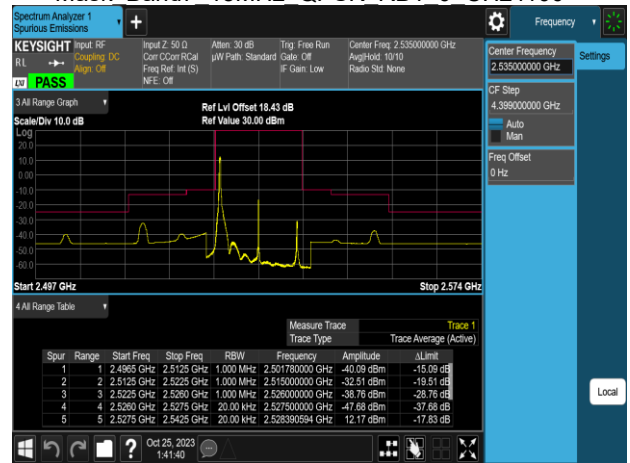 Spectrum Analyzer 1
Spurious Emissions
Frequency
KEYSIGHT
RL
Input: RF
Coupling: DC
Align: Off
Input Z: 50 Ω
Corr CCorr RCal
Freq Ref: Int (S)
NFE: Off
Atten: 30 dB
µW Path: Standard
Trig: Free Run
Gate: Off
IF Gain: Low
Center Freq: 2.535000000 GHz
Avg|Hold: 10/10
Radio Std: None
LXI
PASS
Center Frequency
2.535000000 GHz
Settings
CF Step
4.399000000 GHz
Auto
Man
Freq Offset
0 Hz
3 All Range Graph
Scale/Div 10.0 dB
Ref Lvl Offset 18.43 dB
Ref Value 30.00 dBm
Log
20.0
10.0
0.00
-10.0
-20.0
-30.0
-40.0
-50.0
-60.0
Start 2.497 GHz
Stop 2.574 GHz
4 All Range Table
Measure Trace Trace 1
Trace Type Trace Average (Active)
Spur Range Start Freq Stop Freq RBW Frequency Amplitude ΔLimit
1 1 2.4965 GHz 2.5125 GHz 1.000 MHz 2.501780000 GHz -40.09 dBm -15.09 dB
2 2 2.5125 GHz 2.5225 GHz 1.000 MHz 2.515000000 GHz -32.51 dBm -19.51 dB
3 3 2.5225 GHz 2.5260 GHz 1.000 MHz 2.526000000 GHz -38.76 dBm -28.76 dB
4 4 2.5260 GHz 2.5275 GHz 20.00 kHz 2.527500000 GHz -47.68 dBm -37.68 dB
5 5 2.5275 GHz 2.5425 GHz 20.00 kHz 2.528390594 GHz 12.17 dBm -17.83 dB
Local
Oct 25, 2023
1:41:40